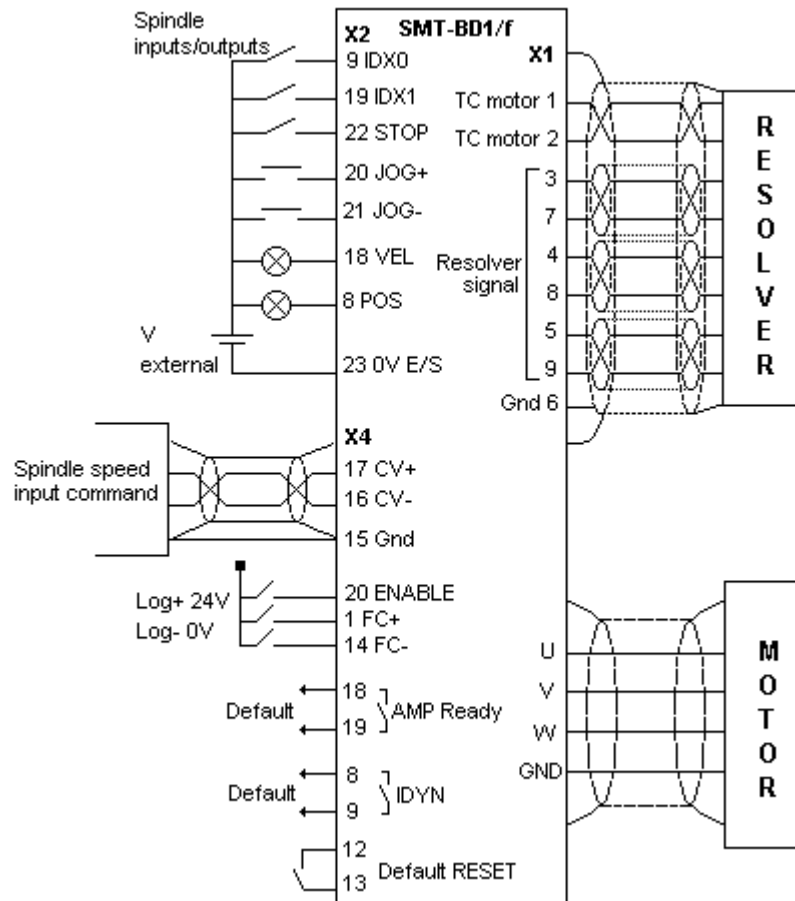 Spindle
inputs/outputs
X2
SMT-BD1/f
X1
9 IDX0
19 IDX1
22 STOP
20 JOG+
21 JOG-
18 VEL
8 POS
V
external
23 0V E/S
TC motor 1
TC motor 2
3
7
Resolver
signal
4
8
5
9
Gnd 6
RESOLVER
X4
Spindle speed
input command
17 CV+
16 CV-
15 Gnd
Log+ 24V
Log- 0V
20 ENABLE
1 FC+
14 FC-
Default
18
19
AMP Ready
Default
8
9
IDYN
12
13
Default RESET
U
V
W
GND
MOTOR